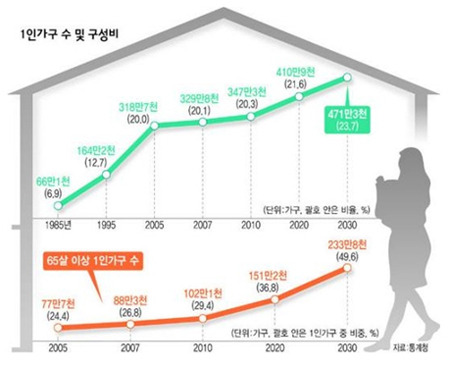 1인가구 수 및 구성비
66만1천
(6,9)
164만2천
(12,7)
318만7천
(20,0)
329만8천
(20,1)
347만3천
(20,3)
410만9천
(21,6)
471만3천
(23,7)
(단위:가구, 괄호 안은 비율, %)
1985년 1995 2005 2007 2010 2020 2030
65살 이상 1인가구 수
77만7천
(24,4)
88만3천
(26,8)
102만1천
(29,4)
151만2천
(36,8)
233만8천
(49,6)
(단위:가구, 괄호 안은 1인가구 중 비중, %)
2005 2007 2010 2020 2030
자료:통계청